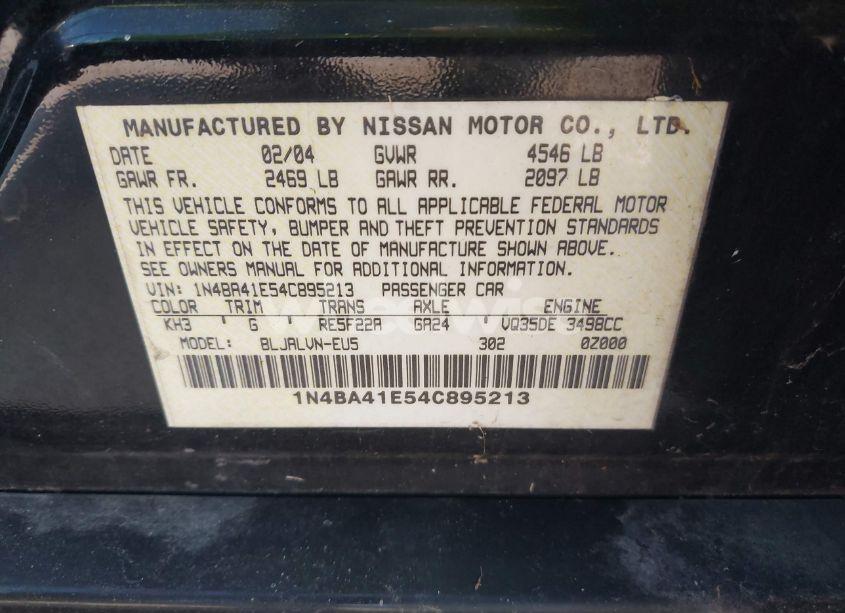 MANUFACTURED BY NISSAN MOTOR CO., LTD.
DATE 02/04 GVWR 4546 LB
GAWR FR. 2469 LB GAWR RR. 2097 LB
THIS VEHICLE CONFORMS TO ALL APPLICABLE FEDERAL MOTOR
VEHICLE SAFETY, BUMPER AND THEFT PREVENTION STANDARDS
IN EFFECT ON THE DATE OF MANUFACTURE SHOWN ABOVE.
SEE OWNERS MANUAL FOR ADDITIONAL INFORMATION.
VIN: 1N4BA41E54C895213 PASSENGER CAR
COLOR TRIM TRANS AXLE ENGINE
KH3 ' G ' RE5F22A GA24 ' VQ35DE 3498CC
MODEL: BLJALVN-EU5 302 0Z000
1N4BA41E54C895213